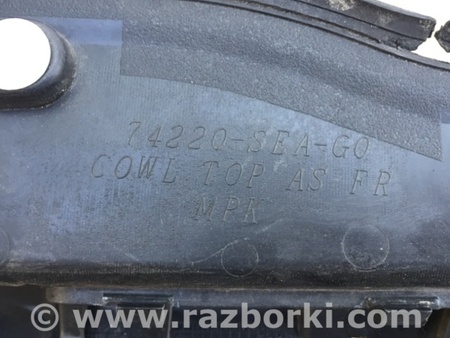 74220-SEA-G0
COWL TOP AS FR
MPK
www.razborki.com